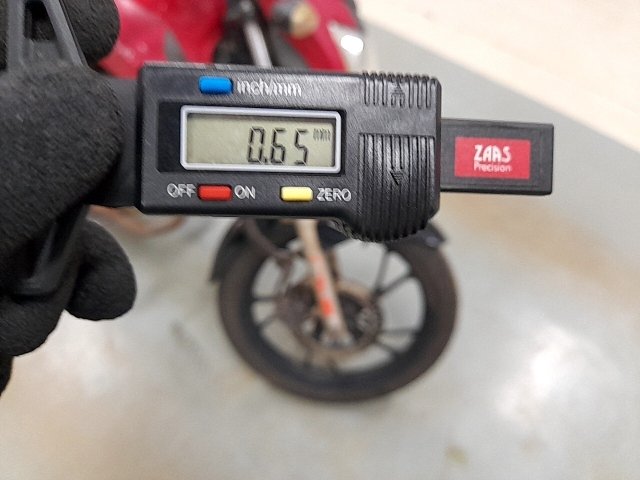 inch/mm
0.65 mm
OFF ON ZERO
ZAAS
Precision